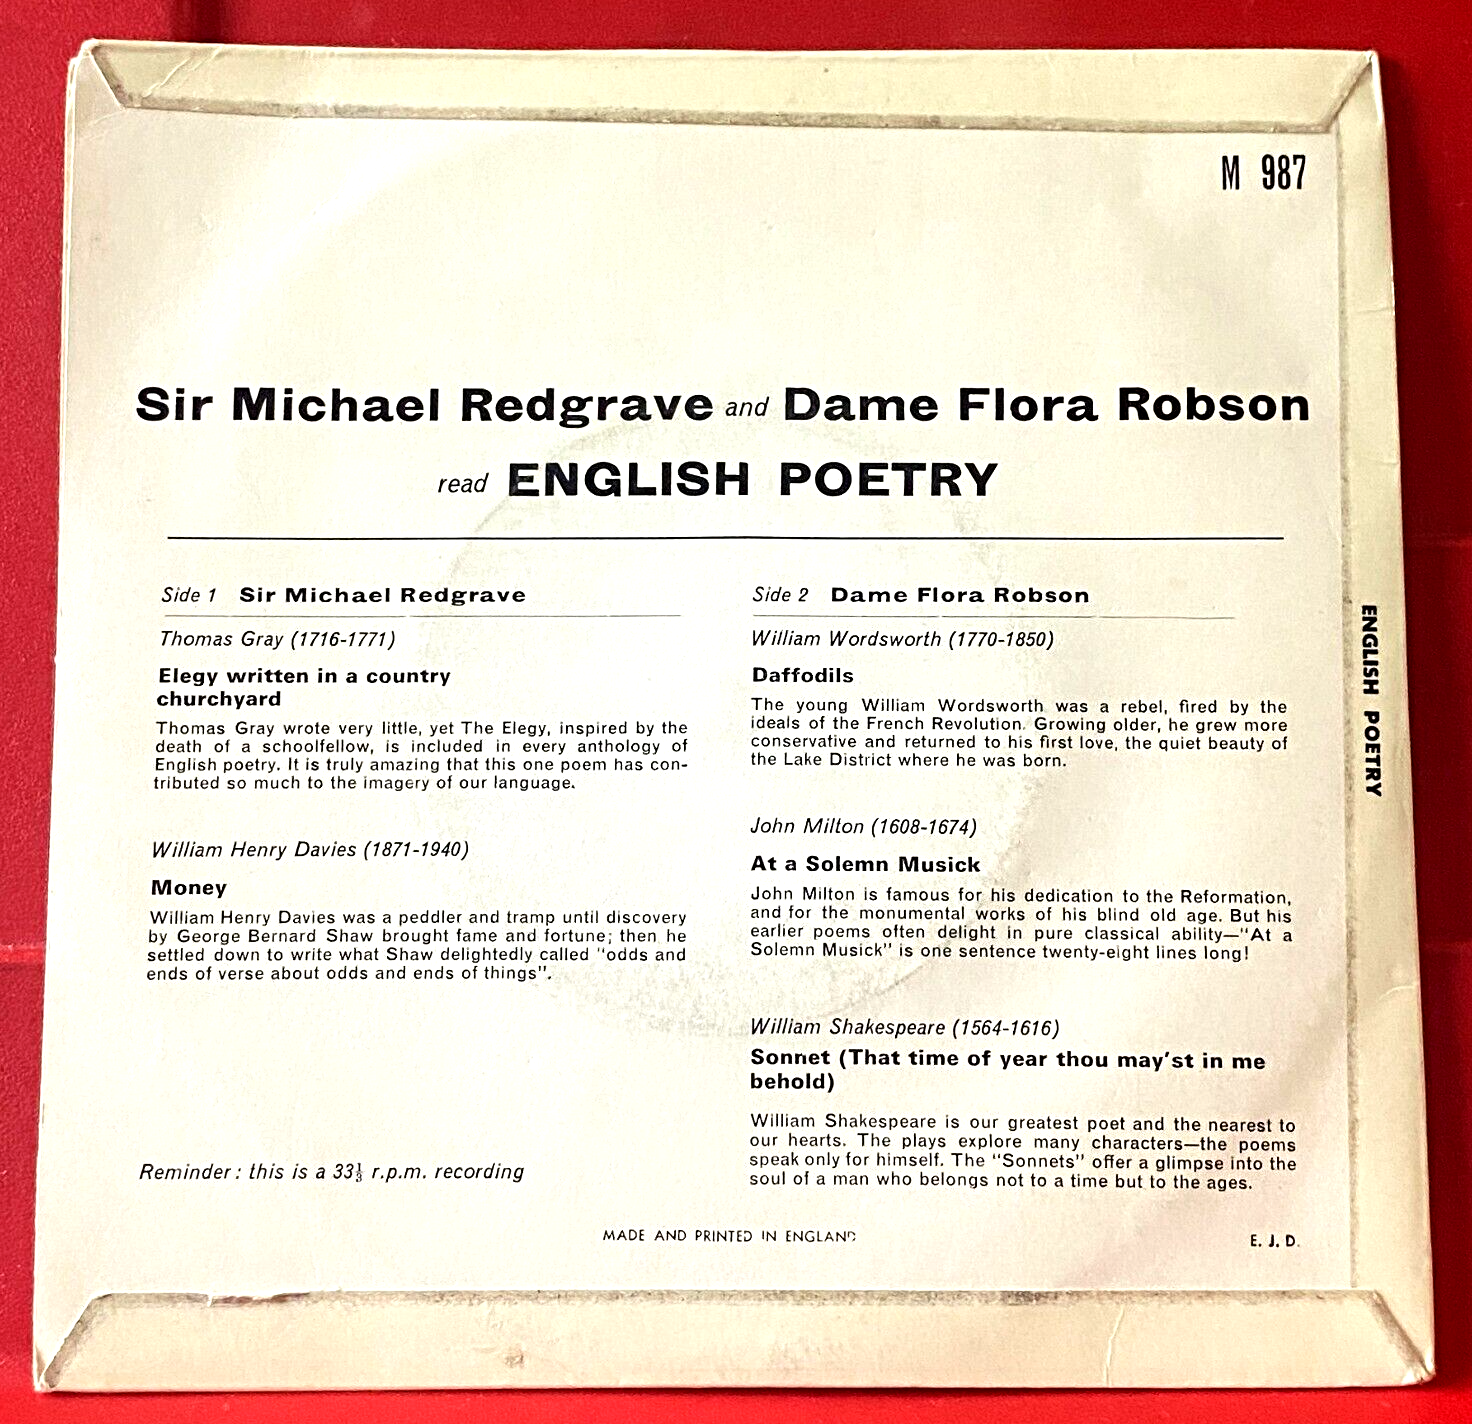 M 987
Sir Michael Redgrave and Dame Flora Robson
read ENGLISH POETRY
Side 1 Sir Michael Redgrave
Thomas Gray (1716-1771)
Elegy written in a country
churchyard
Thomas Gray wrote very little, yet The Elegy, inspired by the
death of a schoolfellow, is included in every anthology of
English poetry. It is truly amazing that this one poem has con-
tributed so much to the imagery of our language.
William Henry Davies (1871-1940)
Money
William Henry Davies was a peddler and tramp until discovery
by George Bernard Shaw brought fame and fortune; then he
settled down to write what Shaw delightedly called "odds and
ends of verse about odds and ends of things".
Reminder: this is a 33⅓ r.p.m. recording
Side 2 Dame Flora Robson
William Wordsworth (1770-1850)
Daffodils
The young William Wordsworth was a rebel, fired by the
ideals of the French Revolution. Growing older, he grew more
conservative and returned to his first love, the quiet beauty of
the Lake District where he was born.
John Milton (1608-1674)
At a Solemn Musick
John Milton is famous for his dedication to the Reformation,
and for the monumental works of his blind old age. But his
earlier poems often delight in pure classical ability—"At a
Solemn Musick" is one sentence twenty-eight lines long!
William Shakespeare (1564-1616)
Sonnet (That time of year thou may'st in me
behold)
William Shakespeare is our greatest poet and the nearest to
our hearts. The plays explore many characters—the poems
speak only for himself. The "Sonnets" offer a glimpse into the
soul of a man who belongs not to a time but to the ages.
MADE AND PRINTED IN ENGLAND
E. J. D.
ENGLISH POETRY